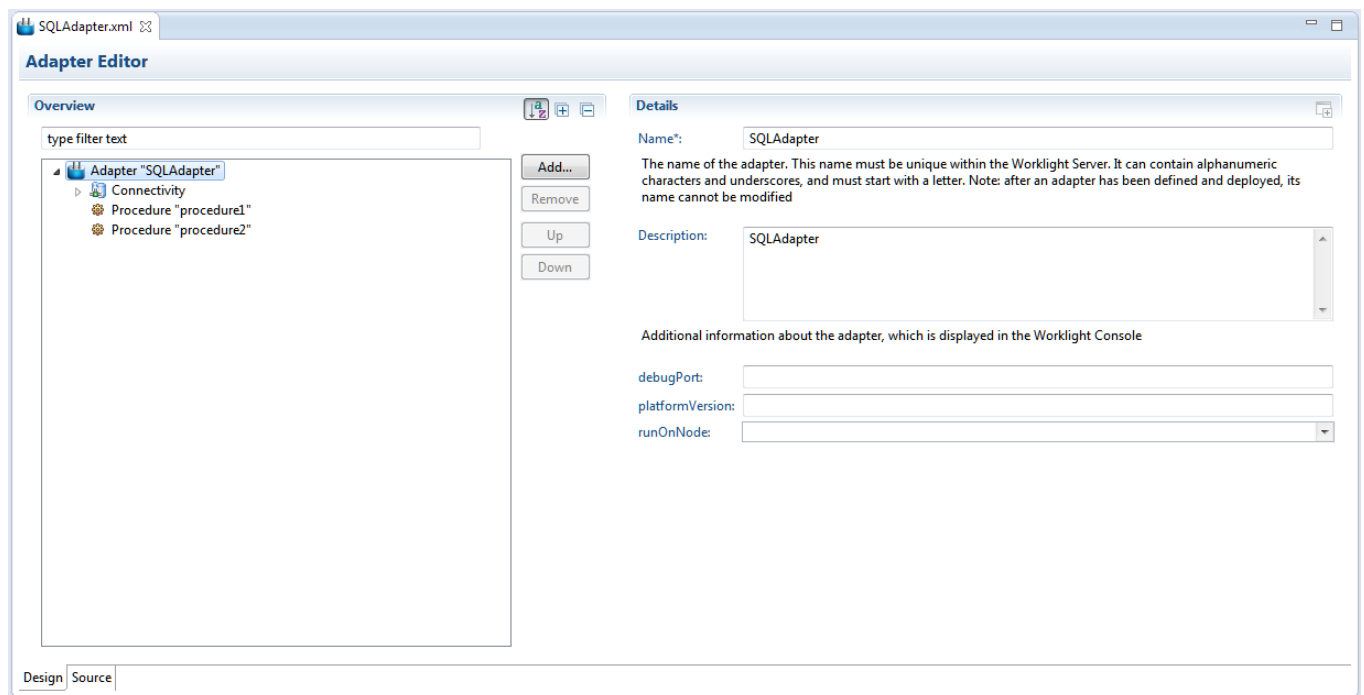 SQLAdapter.xml
Adapter Editor
Overview
type filter text
Adapter "SQLAdapter"
Connectivity
Procedure "procedure1"
Procedure "procedure2"
Add...
Remove
Up
Down
Details
Name*:
SQLAdapter
The name of the adapter. This name must be unique within the Worklight Server. It can contain alphanumeric
characters and underscores, and must start with a letter. Note: after an adapter has been defined and deployed, its
name cannot be modified
Description:
SQLAdapter
Additional information about the adapter, which is displayed in the Worklight Console
debugPort:
platformVersion:
runOnNode:
Design
Source